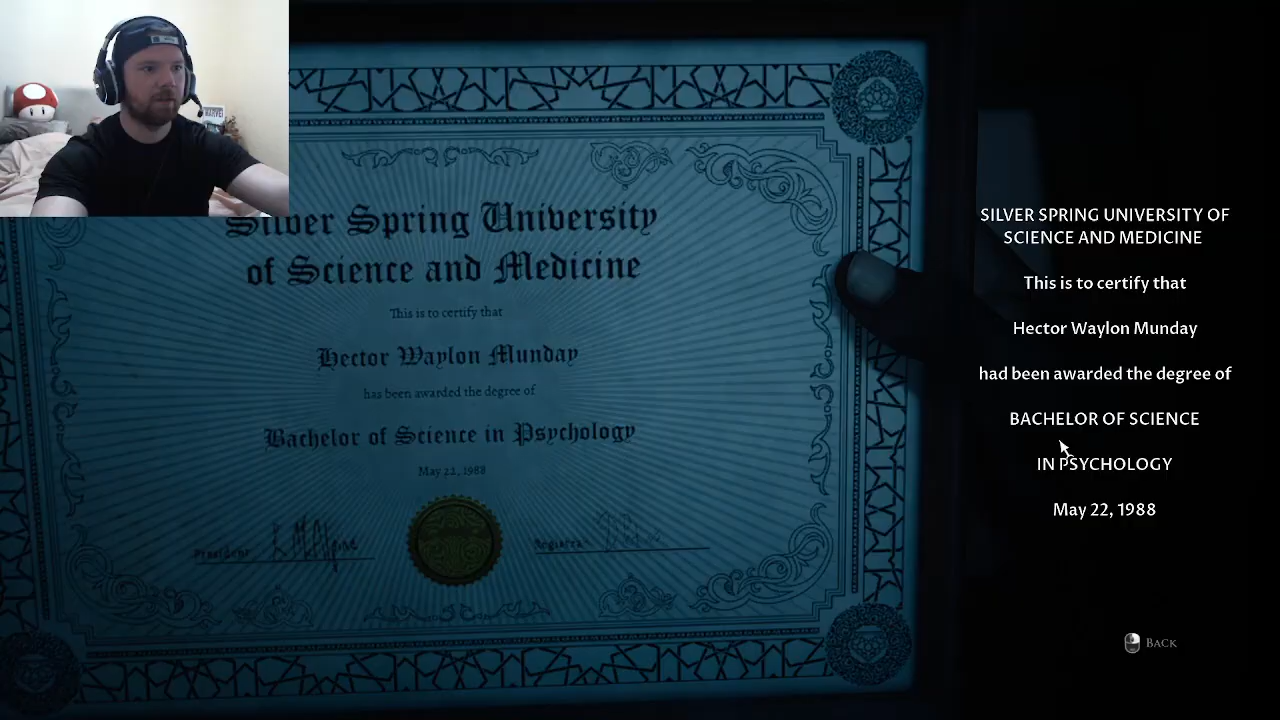 Silver Spring University
of Science and Medicine
This is to certify that
Hector Waylon Munday
has been awarded the degree of
Bachelor of Science in Psychology
May 22, 1988
President
Registrar
SILVER SPRING UNIVERSITY OF
SCIENCE AND MEDICINE
This is to certify that
Hector Waylon Munday
had been awarded the degree of
BACHELOR OF SCIENCE
IN PSYCHOLOGY
May 22, 1988
BACK
MARVEL